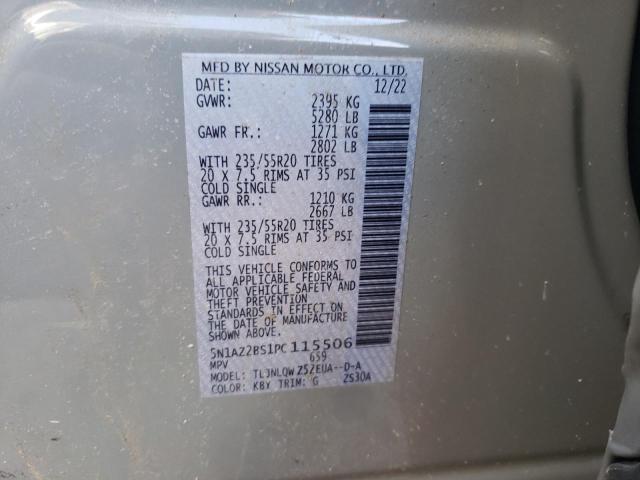 MFD BY NISSAN MOTOR CO., LTD.
DATE: 12/22
GVWR: 2395 KG
5280 LB
GAWR FR.: 1271 KG
2802 LB
WITH 235/55R20 TIRES
20 X 7.5 RIMS AT 35 PSI
COLD SINGLE
GAWR RR.: 1210 KG
2667 LB
WITH 235/55R20 TIRES
20 X 7.5 RIMS AT 35 PSI
COLD SINGLE
THIS VEHICLE CONFORMS TO
ALL APPLICABLE FEDERAL
MOTOR VEHICLE SAFETY AND
THEFT PREVENTION
STANDARDS IN EFFECT ON
THE DATE OF MANUFACTURE
SHOWN ABOVE.
5N1AZ2BS1PC115506
MPV 659
MODEL: TLJNLQW Z52EUA--D-A
COLOR: KBY TRIM: G ZS30A